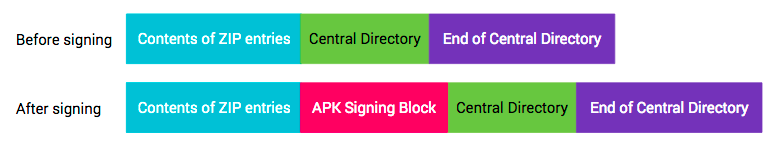 Before signing Contents of ZIP entries Central Directory End of Central Directory
After signing Contents of ZIP entries APK Signing Block Central Directory End of Central Directory